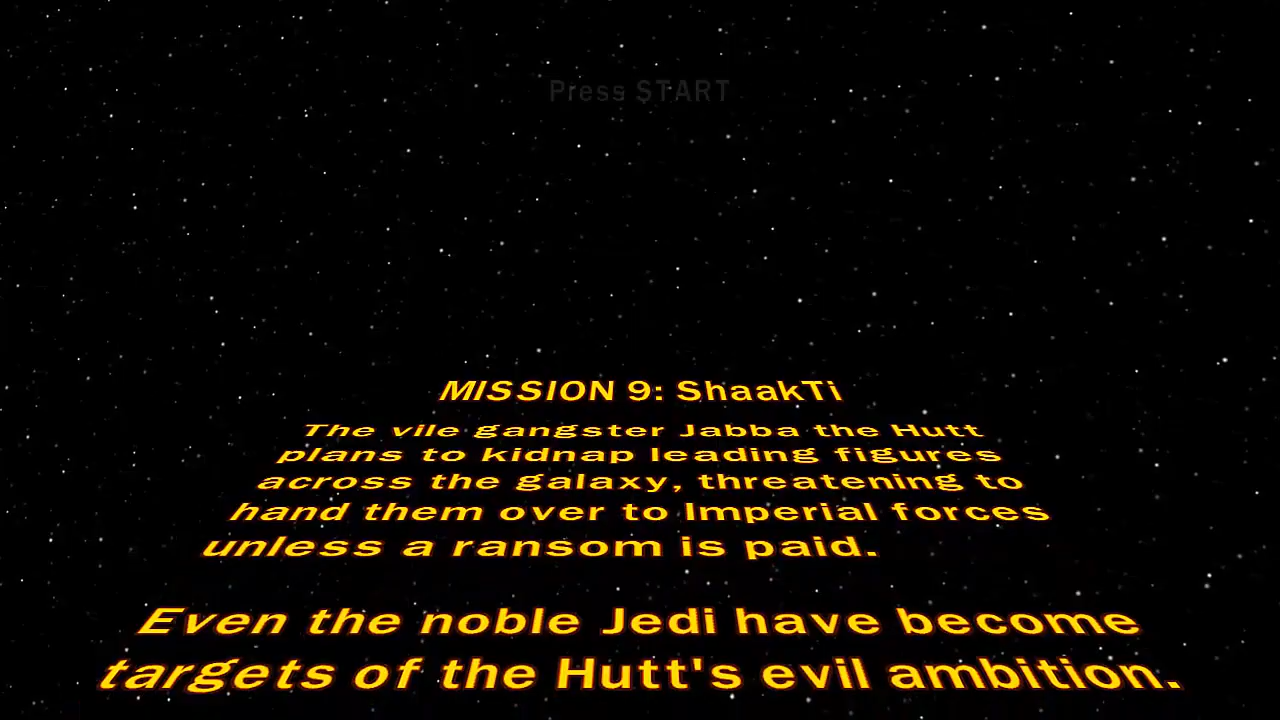 Press START
MISSION 9: ShaakTi
The vile gangster Jabba the Hutt
plans to kidnap leading figures
across the galaxy, threatening to
hand them over to Imperial forces
unless a ransom is paid.
Even the noble Jedi have become
targets of the Hutt's evil ambition.